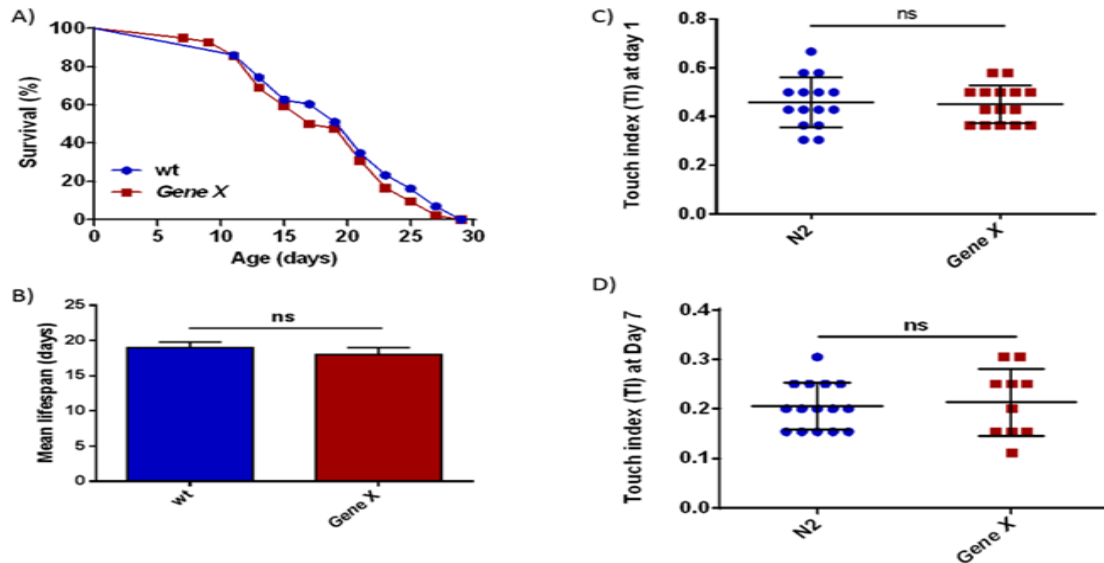 A)
100
80
60
40
20
0
Survival (%)
wt
Gene X
0 5 10 15 20 25 30
Age (days)
B)
25
20
15
10
5
0
Mean lifespan (days)
ns
wt
Gene X
C)
0.8
0.6
0.4
0.2
0.0
Touch index (TI) at day 1
ns
N2
Gene X
D)
0.4
0.3
0.2
0.1
0.0
Touch index (TI) at Day 7
ns
N2
Gene X